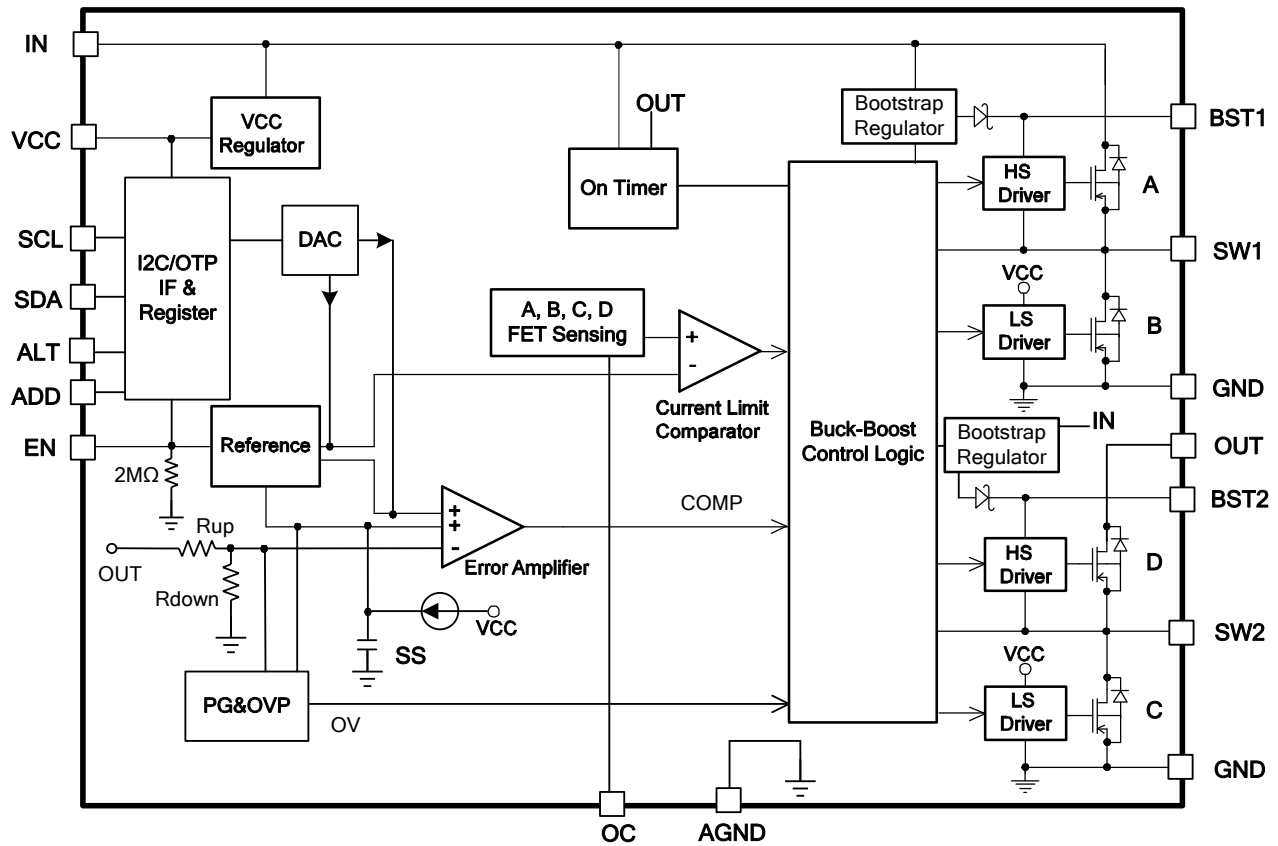 IN
VCC
Regulator
OUT
Bootstrap
Regulator
BST1
VCC
On Timer
HS
Driver
A
SCL
DAC
I2C/OTP
IF &
Register
SW1
VCC
SDA
A, B, C, D
FET Sensing
+
-
LS
Driver
B
ALT
ADD
Current Limit
Comparator
GND
EN
Reference
Buck-Boost
Control Logic
Bootstrap
Regulator
IN
OUT
2MΩ
BST2
COMP
Rup
+
+
-
OUT
Error Amplifier
HS
Driver
D
Rdown
VCC
SS
SW2
VCC
PG&OVP
OV
LS
Driver
C
GND
OC
AGND